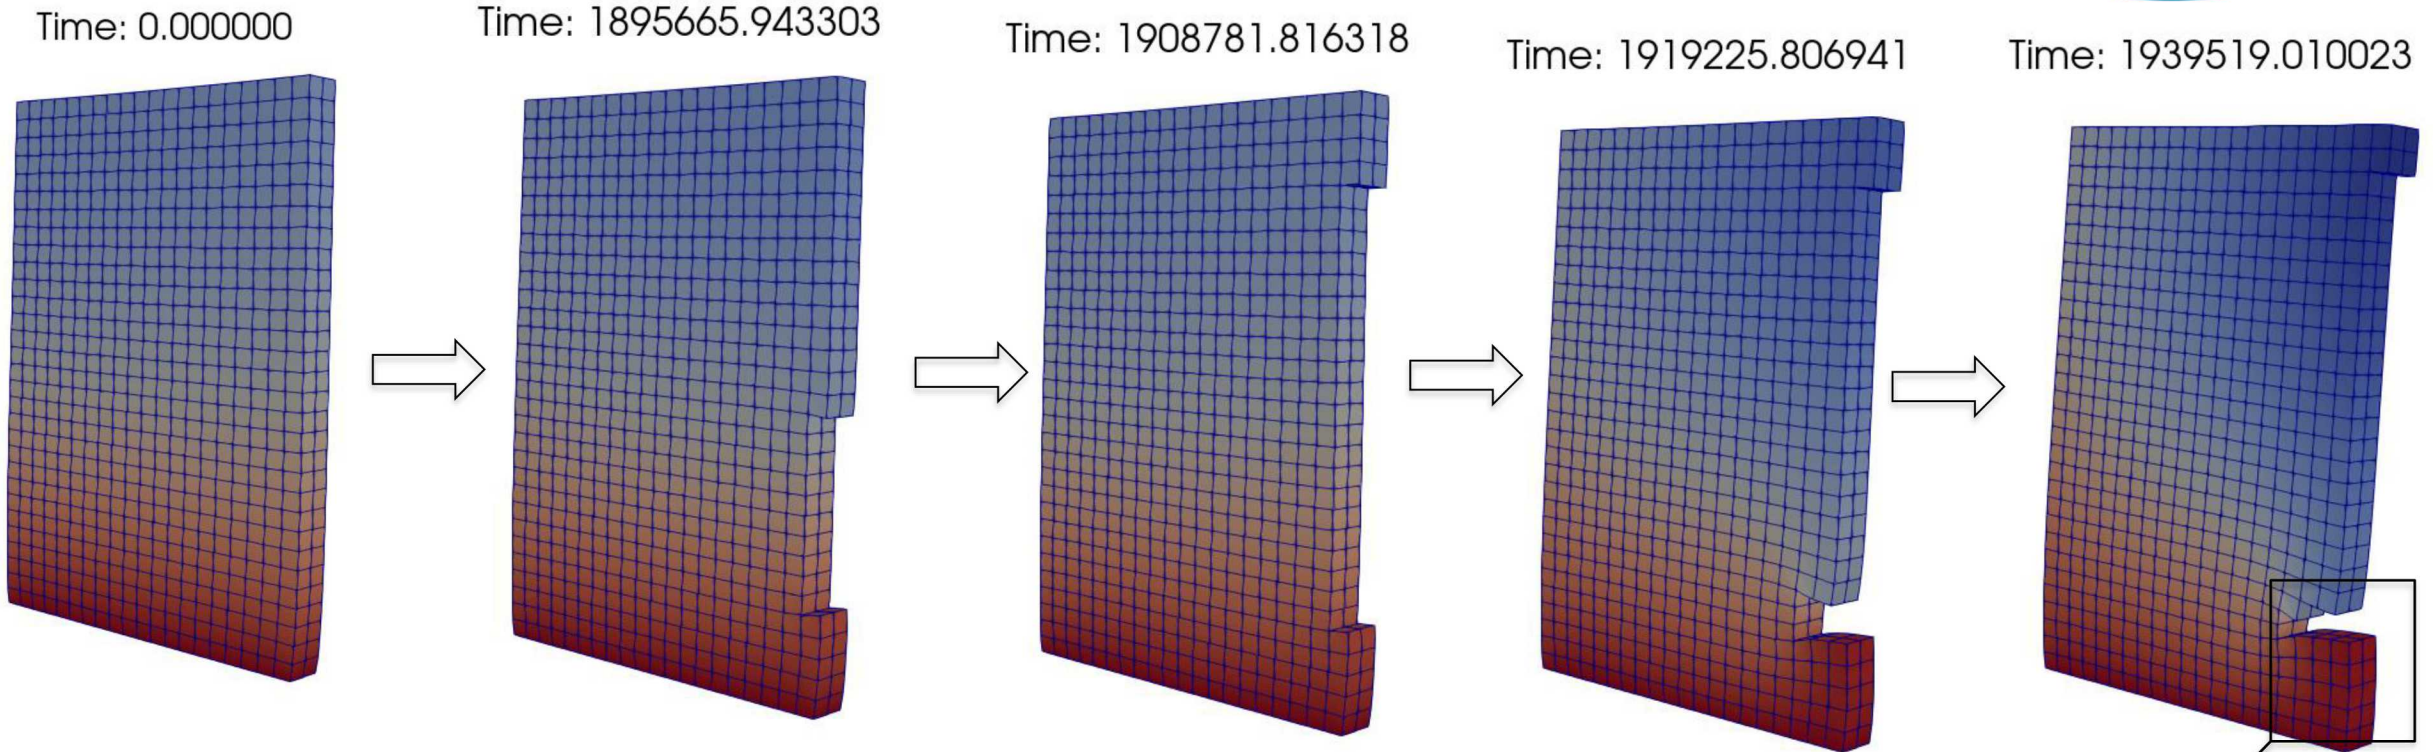 Time: 0.000000
Time: 1895665.943303
Time: 1908781.816318
Time: 1919225.806941
Time: 1939519.010023